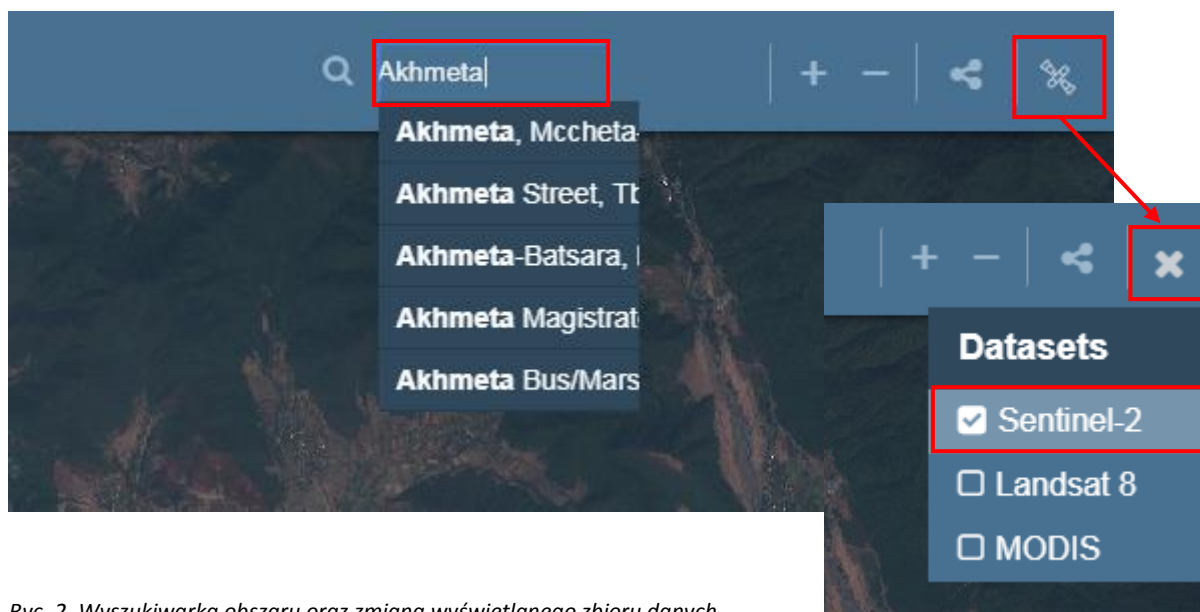 Akhmeta
Akhmeta, Mccheta-
Akhmeta Street, Tb
Akhmeta-Batsara,
Akhmeta Magistrat
Akhmeta Bus/Mars
Datasets
Sentinel-2
Landsat 8
MODIS
Ryc. 2. Wyszukiwarka obszaru oraz zmiana wyświetlanego zbioru danych